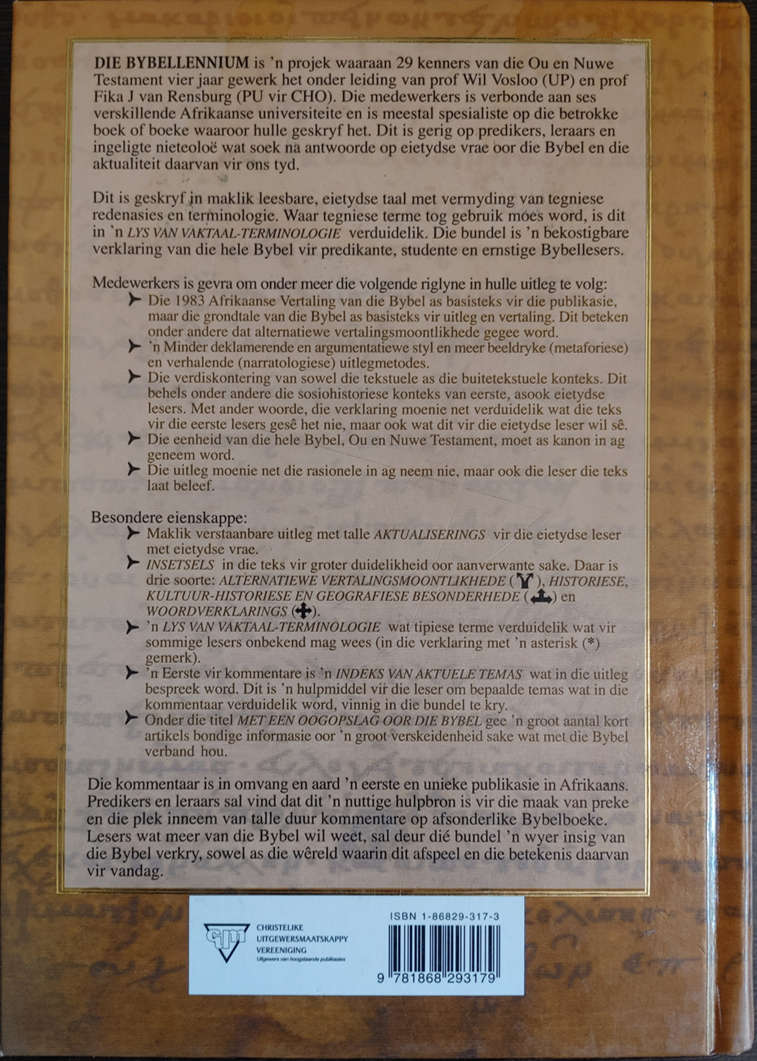 DIE BYBELLENNIUM is 'n projek waaraan 29 kenners van die Ou en Nuwe
Testament vier jaar gewerk het onder leiding van prof Wil Vosloo (UP) en prof
Fika J van Rensburg (PU vir CHO). Die medewerkers is verbonde aan ses
verskillende Afrikaanse universiteite en is meestal spesialiste op die betrokke
boek of boeke waaroor hulle geskryf het. Dit is gerig op predikers, leraars en
ingeligte nieteoloë wat soek na antwoorde op eietydse vrae oor die Bybel en die
aktualiteit daarvan vir ons tyd.
Dit is geskryf in maklik leesbare, eietydse taal met vermyding van tegniese
redenasies en terminologie. Waar tegniese terme tog gebruik moes word, is dit
in 'n LYS VAN VAKTAAL-TERMINOLOGIE verduidelik. Die bundel is 'n bekostigbare
verklaring van die hele Bybel vir predikante, studente en ernstige Bybellesers.
Medewerkers is gevra om onder meer die volgende riglyne in hulle uitleg te volg:
Die 1983 Afrikaanse Vertaling van die Bybel as basisteks vir die publikasie,
maar die grondtale van die Bybel as basisteks vir uitleg en vertaling. Dit beteken
onder andere dat alternatiewe vertalingsmoontlikhede gegee word.
'n Minder deklamerende en argumentatiewe styl en meer beeldryke (metaforiese)
en verhalende (narratologiese) uitlegmetodes.
Die verdiskontering van sowel die tekstuele as die buitetekstuele konteks. Dit
behels onder andere die sosiohistoriese konteks van eerste, asook eietydse
lesers. Met ander woorde, die verklaring moenie net verduidelik wat die teks
vir die eerste lesers gesê het nie, maar ook wat dit vir die eietydse leser wil sê.
Die eenheid van die hele Bybel, Ou en Nuwe Testament, moet as kanon in ag
geneem word.
Die uitleg moenie net die rasionele in ag neem nie, maar ook die leser die teks
laat beleef.
Besondere eienskappe:
Maklik verstaanbare uitleg met talle AKTUALISERINGS vir die eietydse leser
met eietydse vrae.
INSETSELS in die teks vir groter duidelikheid oor aanverwante sake. Daar is
drie soorte: ALTERNATIEWE VERTALINGSMOONTLIKHEDE ( ), HISTORIESE,
KULTUUR-HISTORIESE EN GEOGRAFIESE BESONDERHEDE ( ) en
WOORDVERKLARINGS ( ).
'n LYS VAN VAKTAAL-TERMINOLOGIE wat tipiese terme verduidelik wat vir
sommige lesers onbekend mag wees (in die verklaring met 'n asterisk (*)
gemerk).
'n Eerste vir kommentare is 'n INDEKS VAN AKTUELE TEMAS wat in die uitleg
bespreek word. Dit is 'n hulpmiddel vir die leser om bepaalde temas wat in die
kommentaar verduidelik word, vinnig in die bundel te kry.
Onder die titel MET EEN OOGOPSLAG OOR DIE BYBEL gee 'n groot aantal kort
artikels bondige informasie oor 'n groot verskeidenheid sake wat met die Bybel
verband hou.
Die kommentaar is in omvang en aard 'n eerste en unieke publikasie in Afrikaans.
Predikers en leraars sal vind dat dit 'n nuttige hulpbron is vir die maak van preke
en die plek inneem van talle duur kommentare op afsonderlike Bybelboeke.
Lesers wat meer van die Bybel wil weet, sal deur dié bundel 'n wyer insig van
die Bybel verkry, sowel as die wêreld waarin dit afspeel en die betekenis daarvan
vir vandag.
CHRISTELIKE
UITGEWERSMAATSKAPPY
VERENIGING
Uitgewers van hoogstaande publikasies
ISBN 1-86829-317-3
9 781868 293179